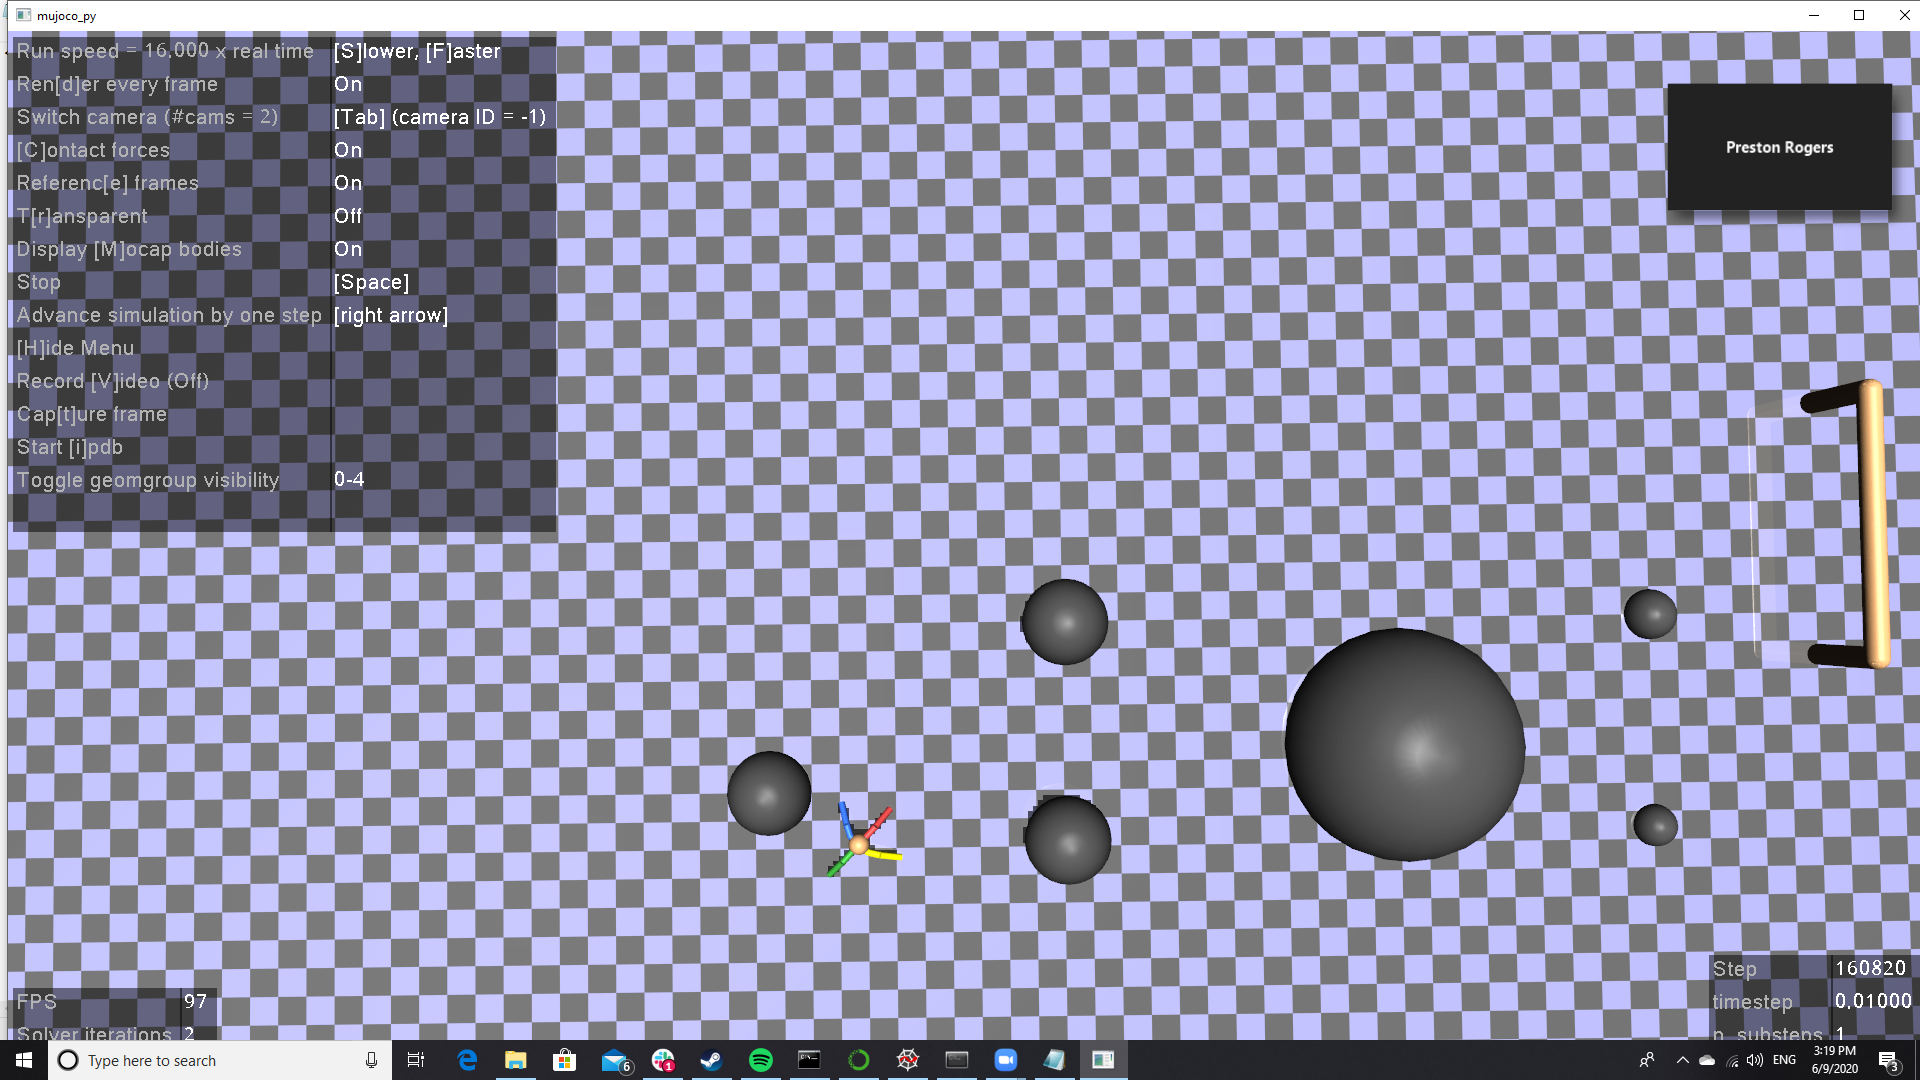 mujoco_py
Run speed = 16.000 x real time [S]lower, [F]aster
Ren[d]er every frame On
Switch camera (#cams = 2) [Tab] (camera ID = -1)
[C]ontact forces On
Referenc[e] frames On
T[r]ansparent Off
Display [M]ocap bodies On
Stop [Space]
Advance simulation by one step [right arrow]
[H]ide Menu
Record [V]ideo (Off)
Cap[t]ure frame
Start [i]pdb
Toggle geomgroup visibility 0-4
Preston Rogers
FPS 97
Solver iterations 2
Step 160820
timestep 0.01000
n_substeps 1
Type here to search
6
1
ENG
3:19 PM
6/9/2020
3